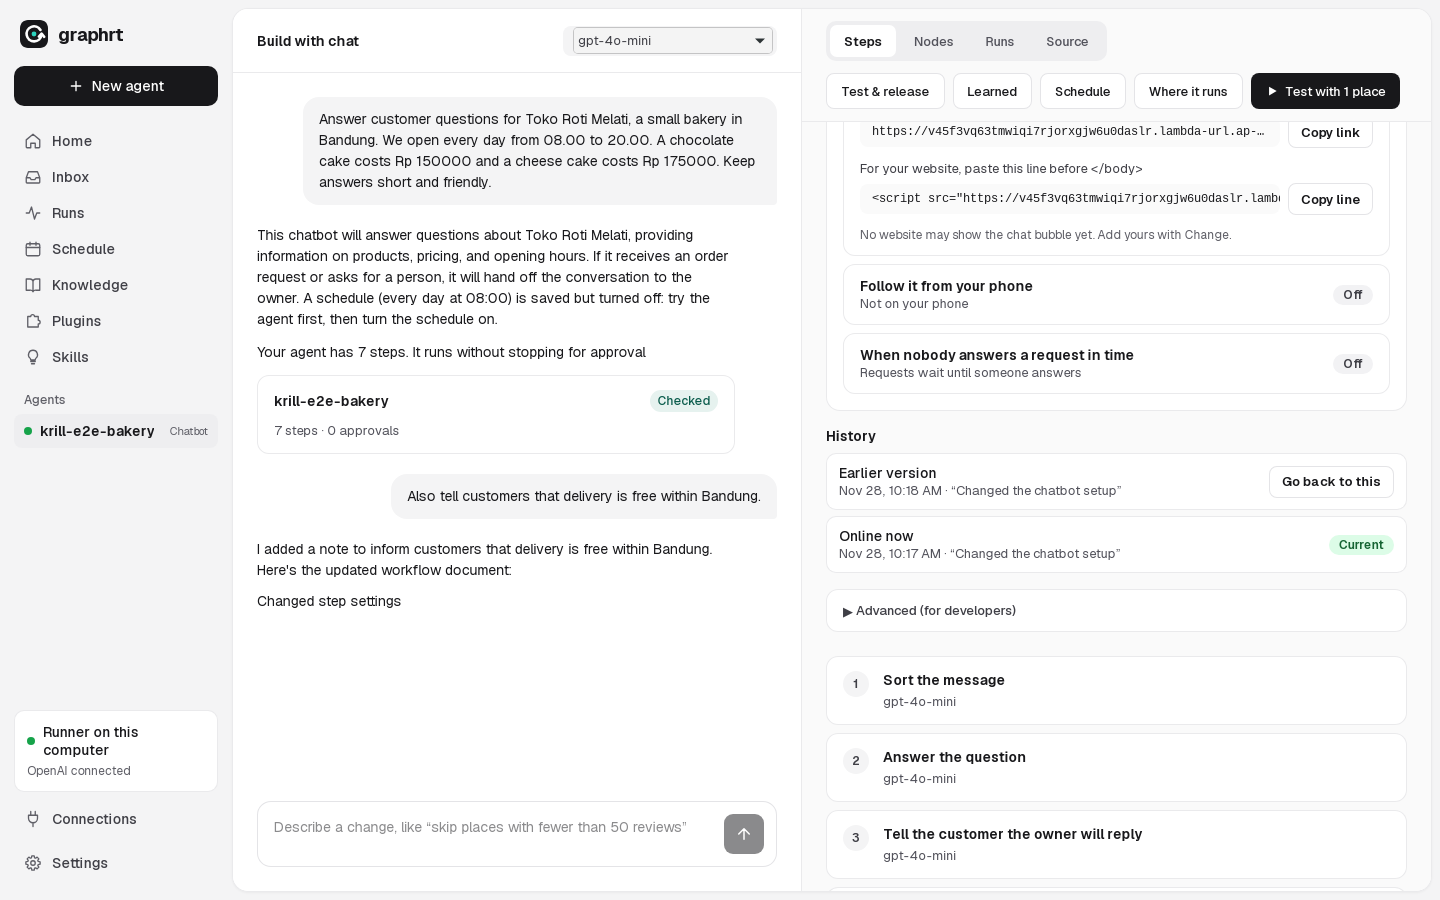 graphrt
New agent
Home
Inbox
Runs
Schedule
Knowledge
Plugins
Skills
Agents
krill-e2e-bakery Chatbot
Runner on this
computer
OpenAI connected
Connections
Settings
Build with chat
gpt-4o-mini
Answer customer questions for Toko Roti Melati, a small bakery in
Bandung. We open every day from 08.00 to 20.00. A chocolate
cake costs Rp 150000 and a cheese cake costs Rp 175000. Keep
answers short and friendly.
This chatbot will answer questions about Toko Roti Melati, providing
information on products, pricing, and opening hours. If it receives an order
request or asks for a person, it will hand off the conversation to the
owner. A schedule (every day at 08:00) is saved but turned off: try the
agent first, then turn the schedule on.
Your agent has 7 steps. It runs without stopping for approval
krill-e2e-bakery Checked
7 steps · 0 approvals
Also tell customers that delivery is free within Bandung.
I added a note to inform customers that delivery is free within Bandung.
Here's the updated workflow document:
Changed step settings
Describe a change, like “skip places with fewer than 50 reviews”
Steps Nodes Runs Source
Test & release Learned Schedule Where it runs Test with 1 place
https://v45f3vq63tmwiqi7rjorxgjw6u0daslr.lambda-url.ap-… Copy link
For your website, paste this line before </body>
<script src="https://v45f3vq63tmwiqi7rjorxgjw6u0daslr.lambd Copy line
No website may show the chat bubble yet. Add yours with Change.
Follow it from your phone
Not on your phone
Off
When nobody answers a request in time
Requests wait until someone answers
Off
History
Earlier version
Nov 28, 10:18 AM · “Changed the chatbot setup”
Go back to this
Online now
Nov 28, 10:17 AM · “Changed the chatbot setup”
Current
Advanced (for developers)
1 Sort the message
gpt-4o-mini
2 Answer the question
gpt-4o-mini
3 Tell the customer the owner will reply
gpt-4o-mini